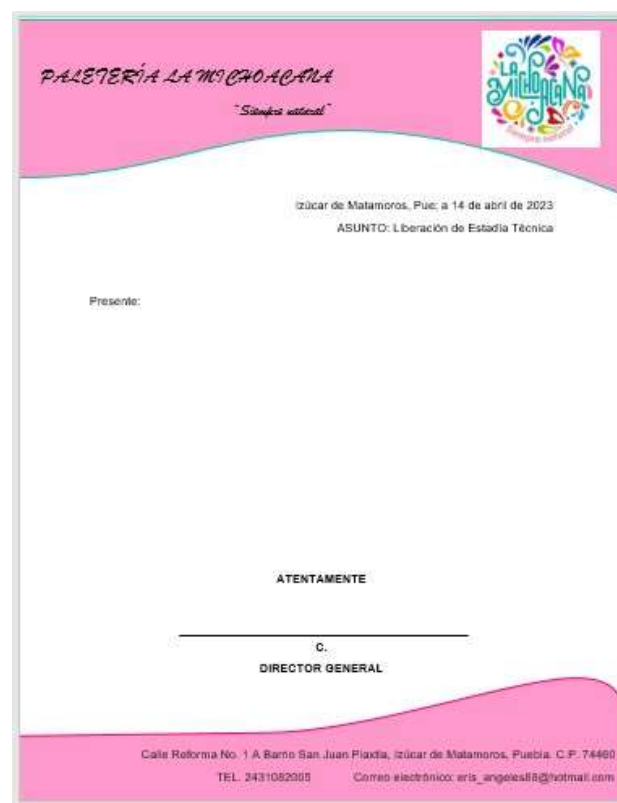 PALETERÍA LA MICHOACANA
"Siempre natural"
LA
MICHOACANA
Siempre natural
Izúcar de Matamoros, Pue; a 14 de abril de 2023
ASUNTO: Liberación de Estadía Técnica
Presente:
ATENTAMENTE
C.
DIRECTOR GENERAL
Calle Reforma No. 1 A Barrio San Juan Piaxtla, Izúcar de Matamoros, Puebla. C.P. 74460
TEL. 2431082005 Correo electrónico: eris_angeles88@hotmail.com